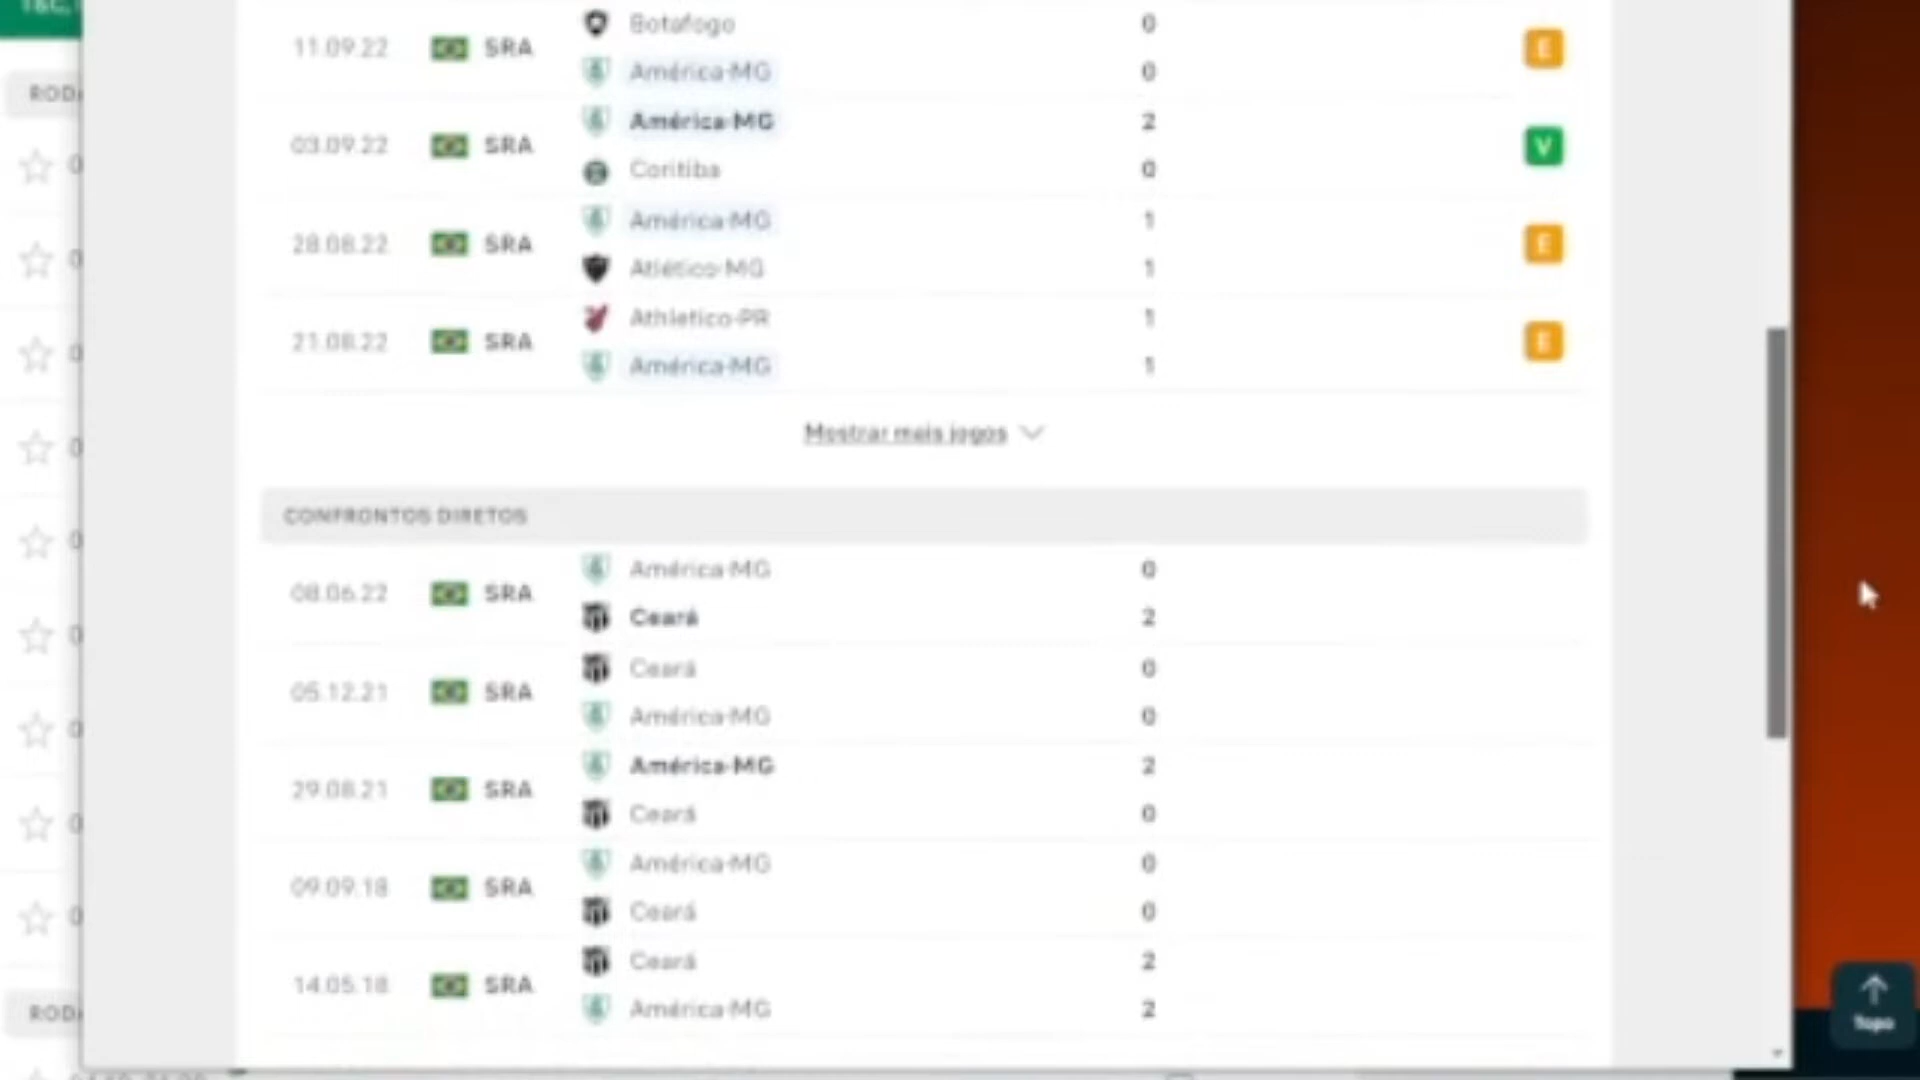 Botafogo 0
11.09.22 SRA E
América-MG 0
América-MG 2
03.09.22 SRA V
Coritiba 0
América-MG 1
28.08.22 SRA E
Atlético-MG 1
Athletico-PR 1
21.08.22 SRA E
América-MG 1
Mostrar mais jogos
CONFRONTOS DIRETOS
América-MG 0
08.06.22 SRA
Ceará 2
Ceará 0
05.12.21 SRA
América-MG 0
América-MG 2
29.08.21 SRA
Ceará 0
América-MG 0
09.09.18 SRA
Ceará 0
Ceará 2
14.05.18 SRA
América-MG 2
Topo